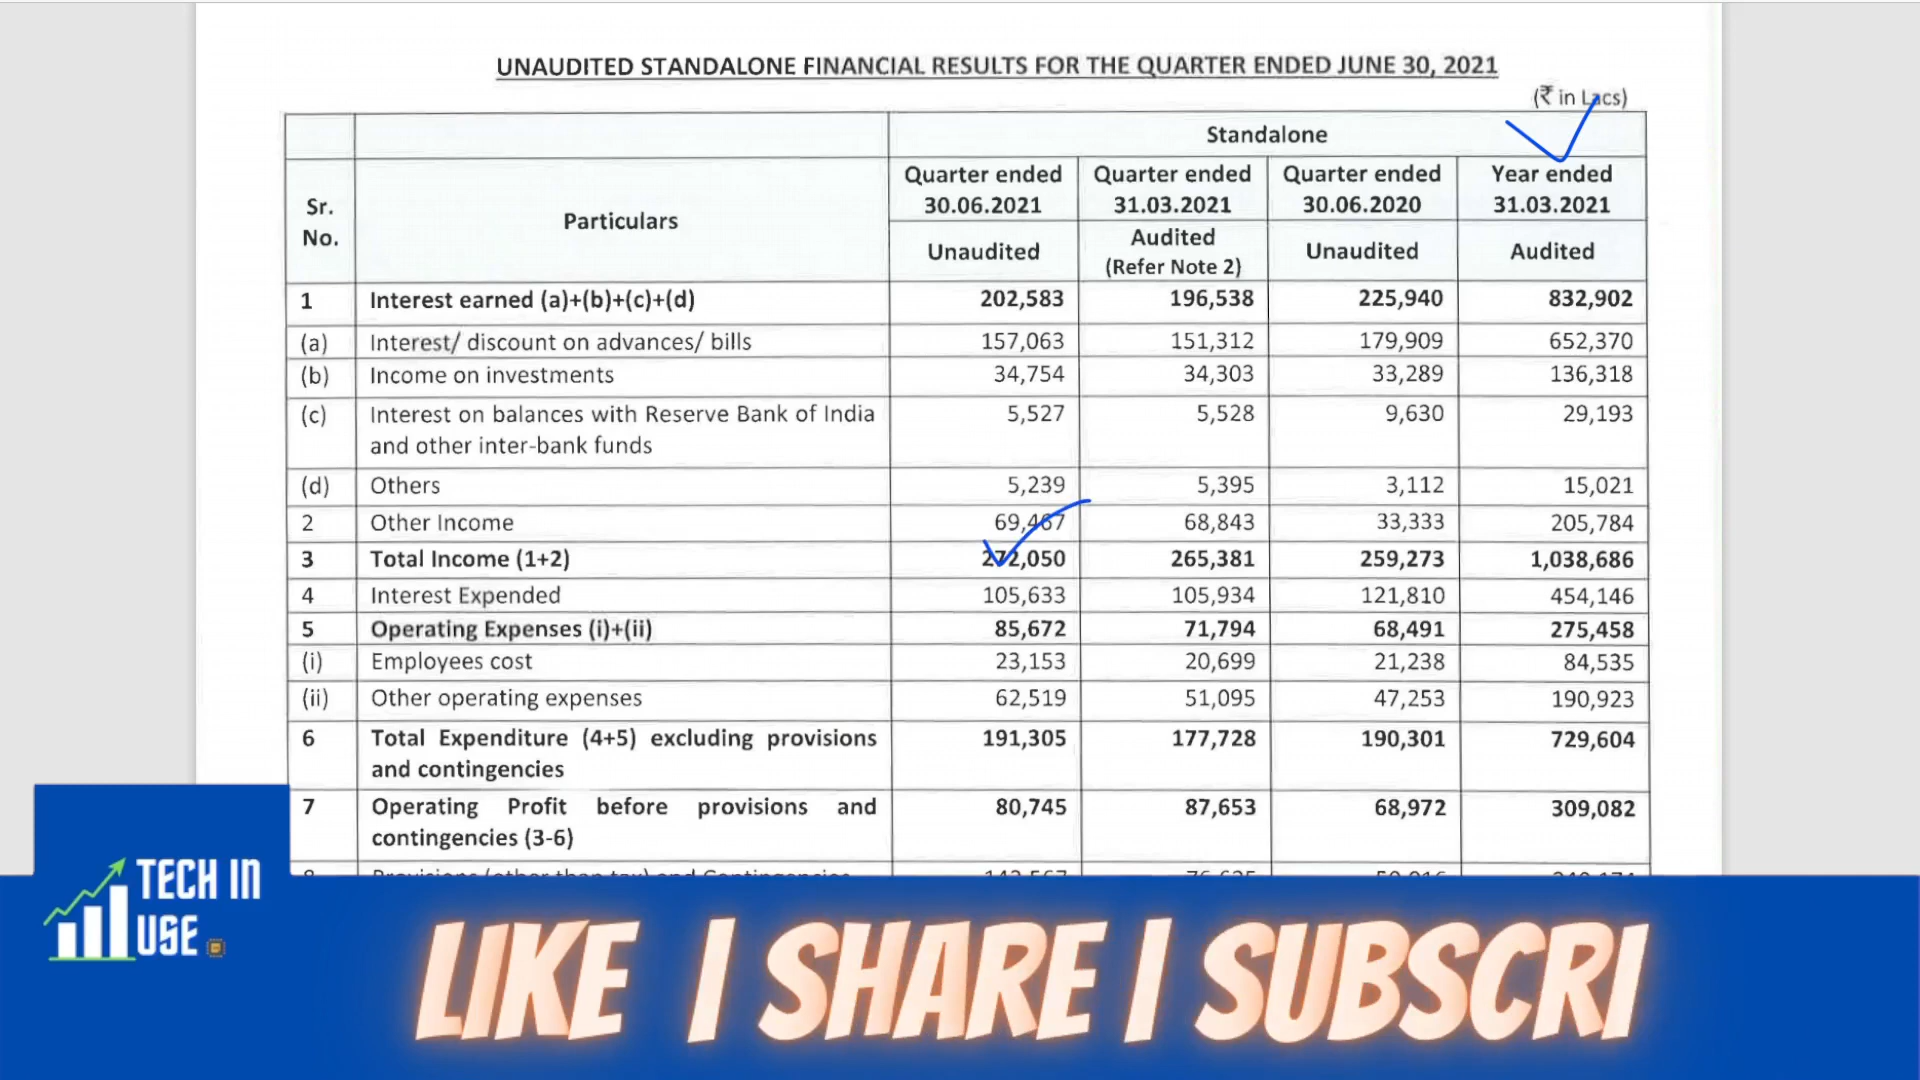 UNAUDITED STANDALONE FINANCIAL RESULTS FOR THE QUARTER ENDED JUNE 30, 2021
(₹ in Lacs)
Standalone
Sr. No. Particulars Quarter ended 30.06.2021 Quarter ended 31.03.2021 Quarter ended 30.06.2020 Year ended 31.03.2021
Unaudited Audited (Refer Note 2) Unaudited Audited
1 Interest earned (a)+(b)+(c)+(d) 202,583 196,538 225,940 832,902
(a) Interest/ discount on advances/ bills 157,063 151,312 179,909 652,370
(b) Income on investments 34,754 34,303 33,289 136,318
(c) Interest on balances with Reserve Bank of India 5,527 5,528 9,630 29,193
and other inter-bank funds
(d) Others 5,239 5,395 3,112 15,021
2 Other Income 69,467 68,843 33,333 205,784
3 Total Income (1+2) 272,050 265,381 259,273 1,038,686
4 Interest Expended 105,633 105,934 121,810 454,146
5 Operating Expenses (i)+(ii) 85,672 71,794 68,491 275,458
(i) Employees cost 23,153 20,699 21,238 84,535
(ii) Other operating expenses 62,519 51,095 47,253 190,923
6 Total Expenditure (4+5) excluding provisions 191,305 177,728 190,301 729,604
and contingencies
7 Operating Profit before provisions and 80,745 87,653 68,972 309,082
contingencies (3-6)
TECH IN
USE
LIKE I SHARE I SUBSCRI